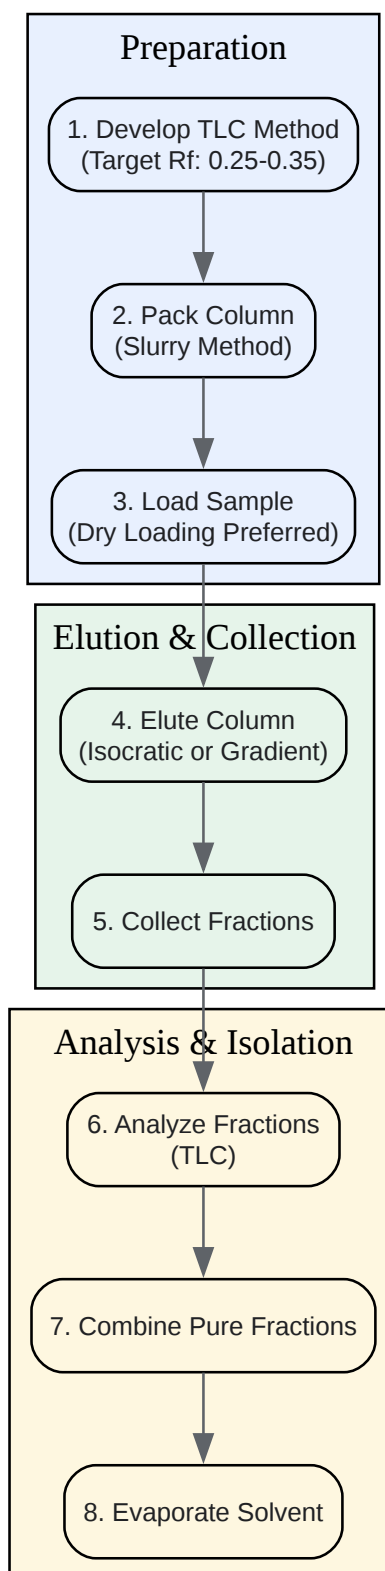 Preparation
1. Develop TLC Method
(Target Rf: 0.25-0.35)
2. Pack Column
(Slurry Method)
3. Load Sample
(Dry Loading Preferred)
Elution & Collection
4. Elute Column
(Isocratic or Gradient)
5. Collect Fractions
Analysis & Isolation
6. Analyze Fractions
(TLC)
7. Combine Pure Fractions
8. Evaporate Solvent